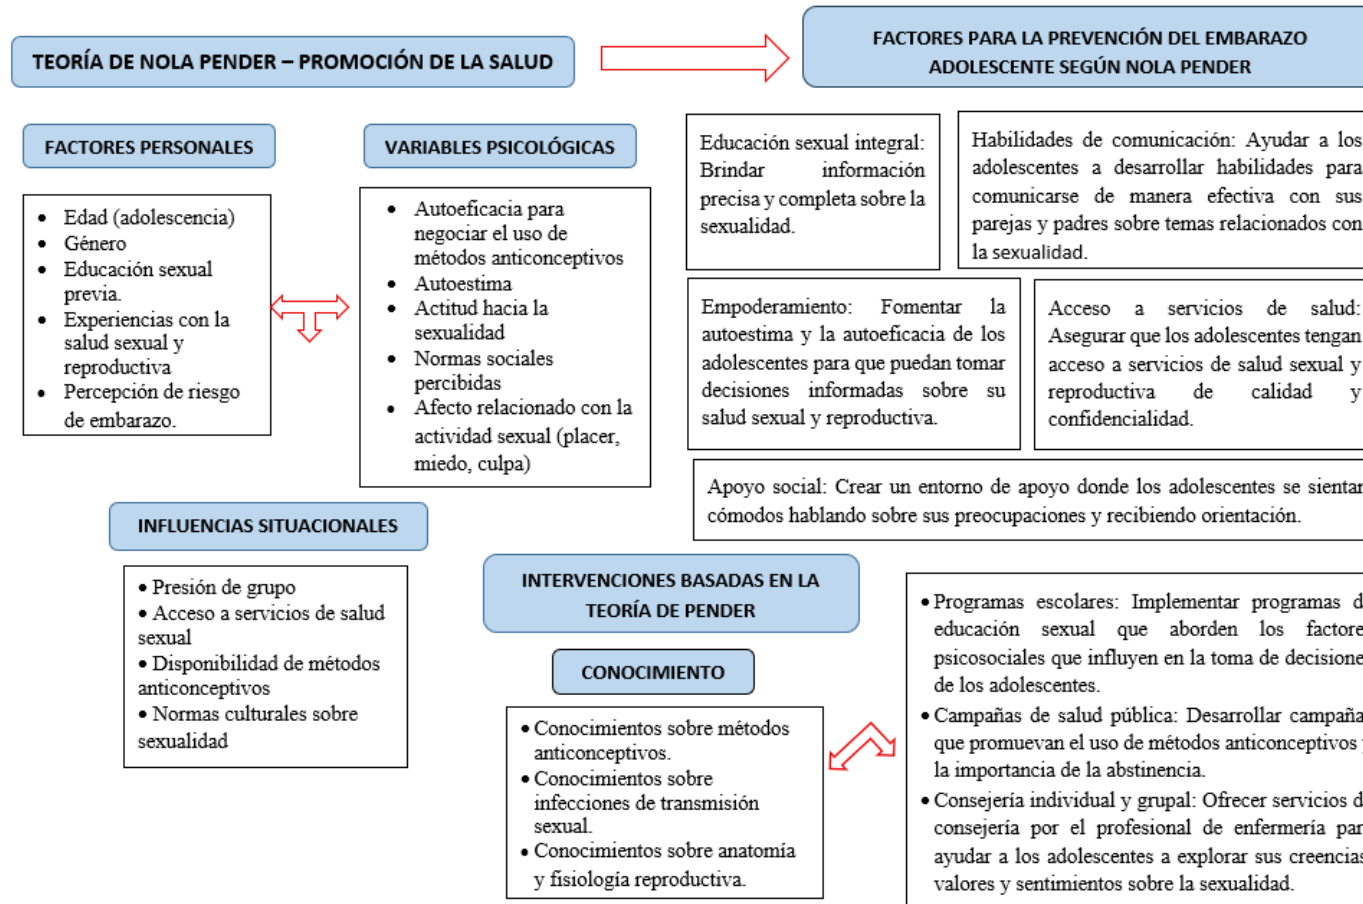 TEORÍA DE NOLA PENDER – PROMOCIÓN DE LA SALUD
FACTORES PARA LA PREVENCIÓN DEL EMBARAZO
ADOLESCENTE SEGÚN NOLA PENDER
FACTORES PERSONALES
• Edad (adolescencia)
• Género
• Educación sexual
previa.
• Experiencias con la
salud sexual y
reproductiva
• Percepción de riesgo
de embarazo.
VARIABLES PSICOLÓGICAS
• Autoeficacia para
negociar el uso de
métodos anticonceptivos
• Autoestima
• Actitud hacia la
sexualidad
• Normas sociales
percibidas
• Afecto relacionado con la
actividad sexual (placer,
miedo, culpa)
Educación sexual integral:
Brindar información
precisa y completa sobre la
sexualidad.
Habilidades de comunicación: Ayudar a los
adolescentes a desarrollar habilidades para
comunicarse de manera efectiva con sus
parejas y padres sobre temas relacionados con
la sexualidad.
Empoderamiento: Fomentar la
autoestima y la autoeficacia de los
adolescentes para que puedan tomar
decisiones informadas sobre su
salud sexual y reproductiva.
Acceso a servicios de salud:
Asegurar que los adolescentes tengan
acceso a servicios de salud sexual y
reproductiva de calidad y
confidencialidad.
Apoyo social: Crear un entorno de apoyo donde los adolescentes se sientan
cómodos hablando sobre sus preocupaciones y recibiendo orientación.
INFLUENCIAS SITUACIONALES
• Presión de grupo
• Acceso a servicios de salud
sexual
• Disponibilidad de métodos
anticonceptivos
• Normas culturales sobre
sexualidad
INTERVENCIONES BASADAS EN LA
TEORÍA DE PENDER
CONOCIMIENTO
• Conocimientos sobre métodos
anticonceptivos.
• Conocimientos sobre
infecciones de transmisión
sexual.
• Conocimientos sobre anatomía
y fisiología reproductiva.
• Programas escolares: Implementar programas d
educación sexual que aborden los factore
psicosociales que influyen en la toma de decisione
de los adolescentes.
• Campañas de salud pública: Desarrollar campaña
que promuevan el uso de métodos anticonceptivos y
la importancia de la abstinencia.
• Consejería individual y grupal: Ofrecer servicios d
consejería por el profesional de enfermería par
ayudar a los adolescentes a explorar sus creencias
valores y sentimientos sobre la sexualidad.